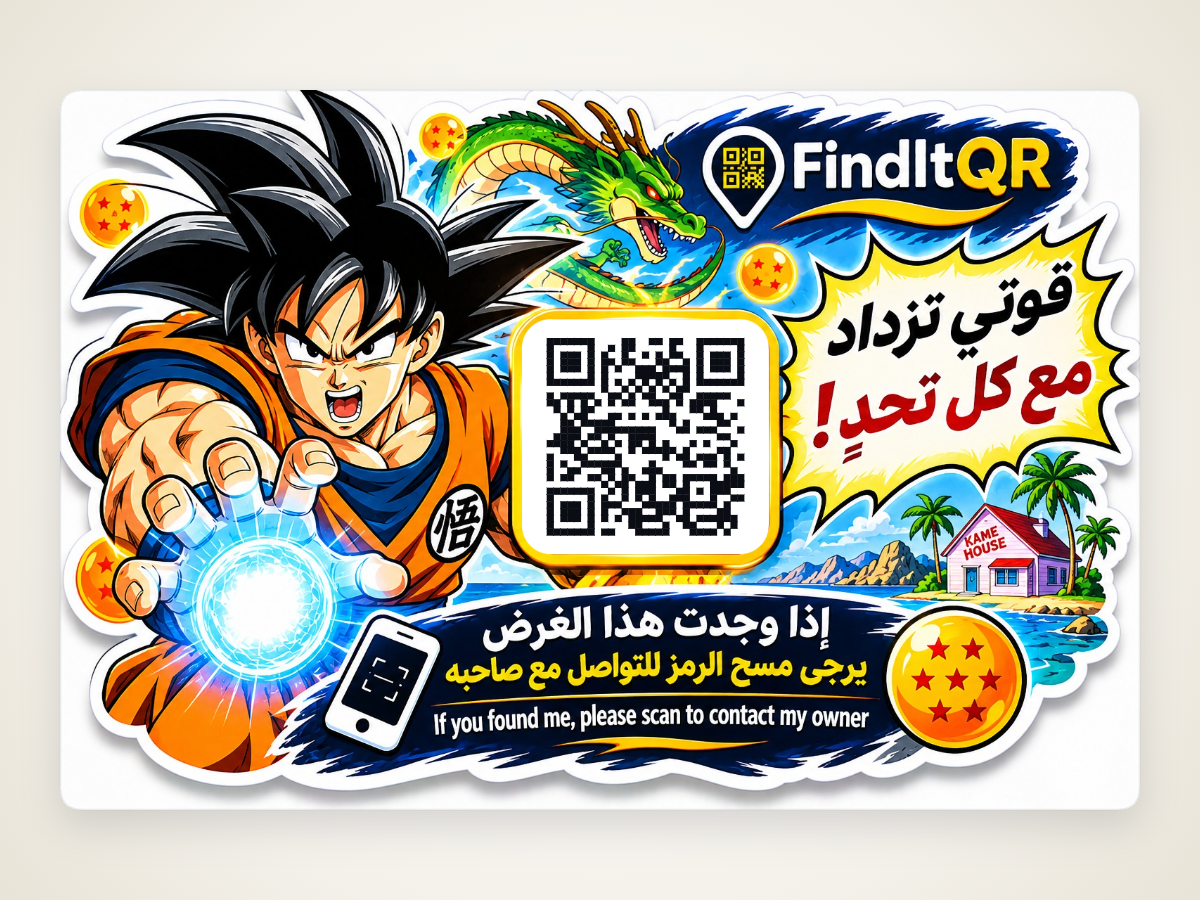 FindItQR
قوتي تزداد
مع كل تحدٍ!
悟
KAME
HOUSE
إذا وجدت هذا الغرض
يرجى مسح الرمز للتواصل مع صاحبه
If you found me, please scan to contact my owner